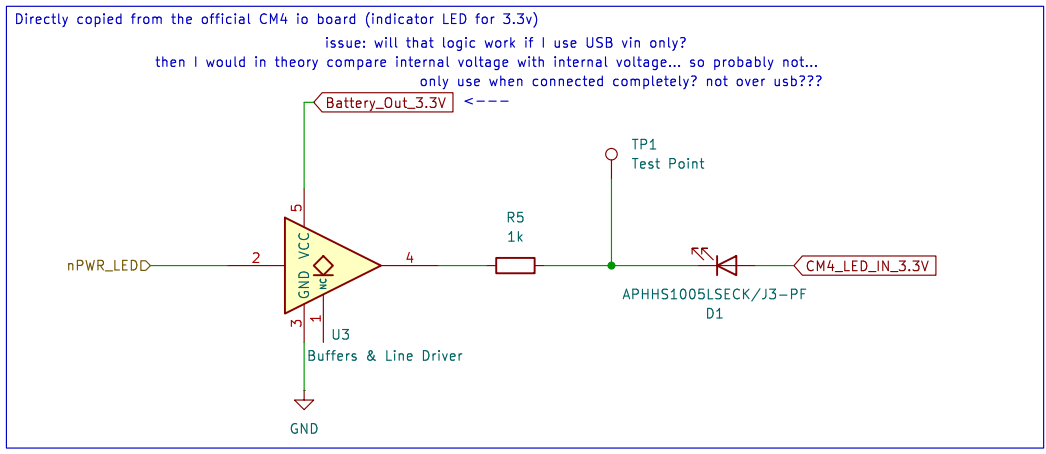 Directly copied from the official CM4 io board (indicator LED for 3.3v)
issue: will that logic work if I use USB vin only?
then I would in theory compare internal voltage with internal voltage... so probably not...
only use when connected completely? not over usb???
Battery_Out_3.3V <---
TP1
Test Point
R5
1k
5
VCC
nPWR_LED
2
4
CM4_LED_IN_3.3V
GND
NC
APHHS1005LSECK/J3-PF
D1
3
1
U3
Buffers & Line Driver
GND